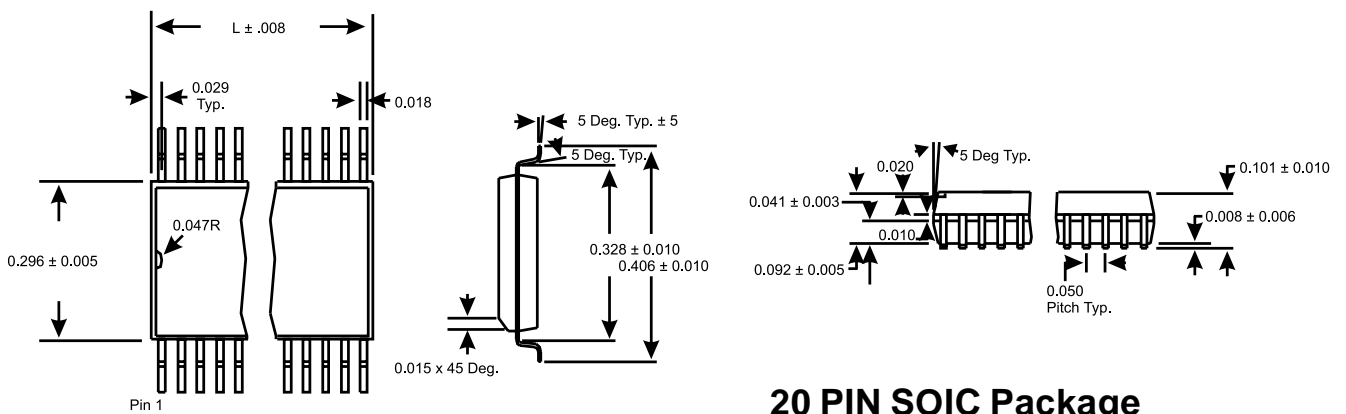 L ± .008
0.029
Typ.
0.018
5 Deg. Typ. ± 5
5 Deg. Typ.
0.047R
0.296 ± 0.005
0.328 ± 0.010
0.406 ± 0.010
0.015 x 45 Deg.
Pin 1
5 Deg Typ.
0.020
0.101 ± 0.010
0.041 ± 0.003
0.008 ± 0.006
0.010
0.092 ± 0.005
0.050
Pitch Typ.
20 PIN SOIC Package